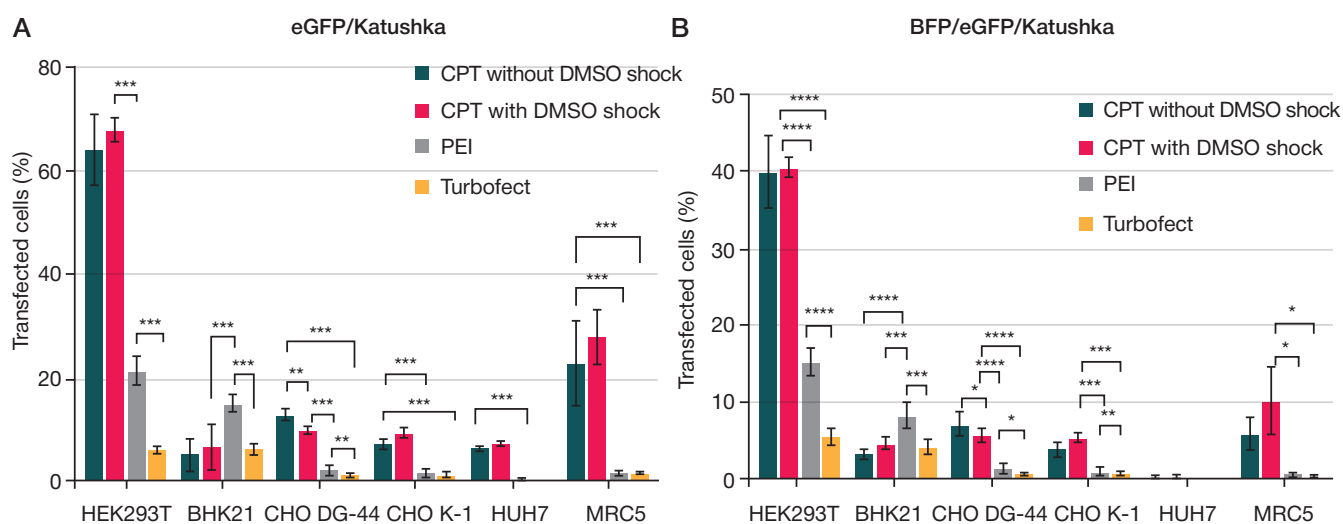 A
eGFP/Katushka
Transfected cells (%)
80
60
40
20
0
CPT without DMSO shock
CPT with DMSO shock
PEI
Turbofect
***
***
***
***
***
**
***
**
***
***
***
***
***
HEK293T BHK21 CHO DG-44 CHO K-1 HUH7 MRC5
B
BFP/eGFP/Katushka
Transfected cells (%)
50
40
30
20
10
0
CPT without DMSO shock
CPT with DMSO shock
PEI
Turbofect
****
****
****
****
***
***
****
****
*
*
***
***
**
*
*
HEK293T BHK21 CHO DG-44 CHO K-1 HUH7 MRC5